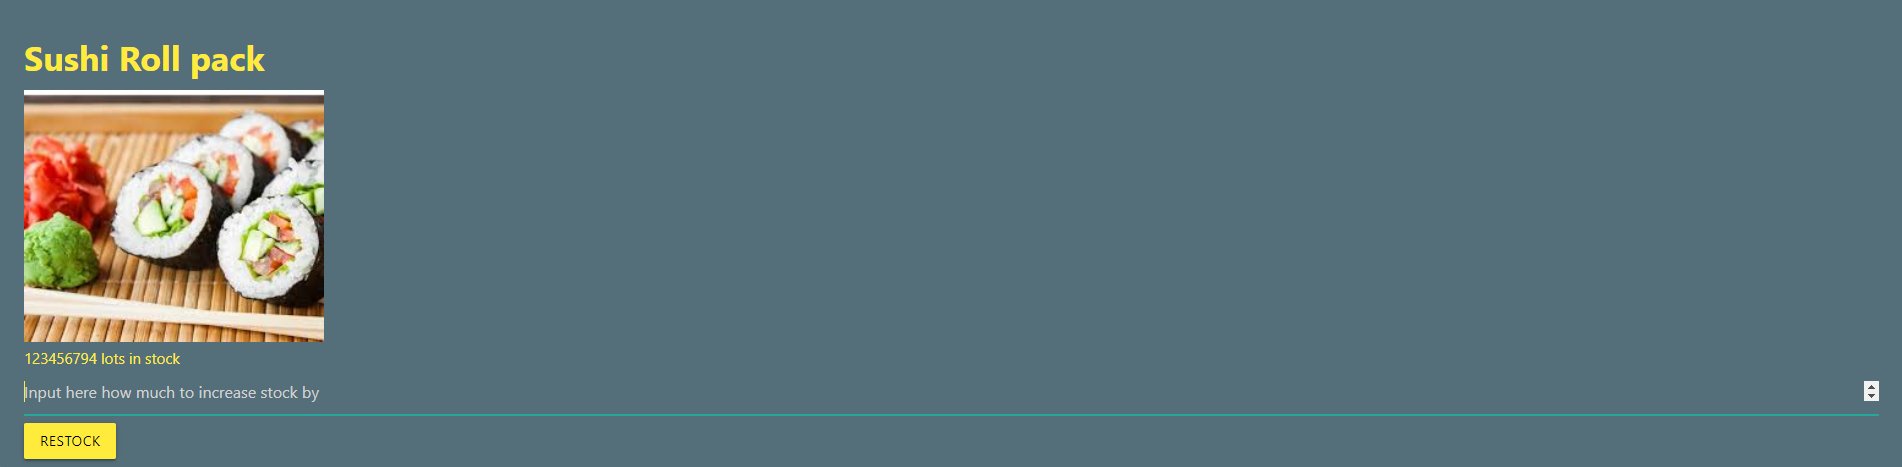 Sushi Roll pack
123456794 lots in stock
Input here how much to increase stock by
RESTOCK